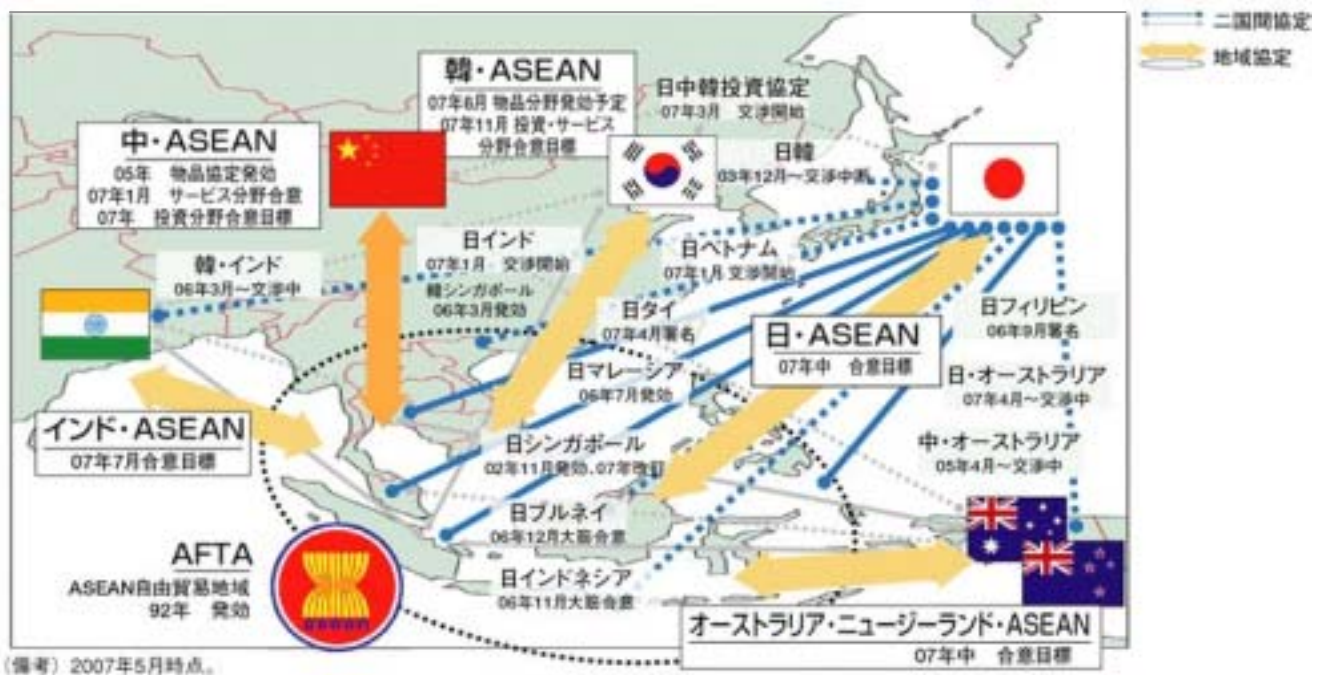 二国間協定
地域協定
韓・ASEAN
07年6月 物品分野発効予定
07年11月 投資・サービス
分野合意目標
日中韓投資協定
07年3月 交渉開始
中・ASEAN
05年 物品協定発効
07年1月 サービス分野合意
07年 投資分野合意目標
日韓
03年12月~交渉中断
韓・インド
06年3月~交渉中
日インド
07年1月 交渉開始
日ベトナム
07年1月 交渉開始
韓シンガポール
06年3月発効
日タイ
07年4月署名
日・ASEAN
07年中 合意目標
日フィリピン
06年9月署名
日マレーシア
06年7月発効
日・オーストラリア
07年4月~交渉中
インド・ASEAN
07年7月合意目標
日シンガポール
02年11月発効、07年改訂
中・オーストラリア
05年4月~交渉中
日ブルネイ
06年12月大筋合意
AFTA
ASEAN自由貿易地域
92年 発効
日インドネシア
06年11月大筋合意
オーストラリア・ニュージーランド・ASEAN
07年中 合意目標
(備考)2007年5月時点。